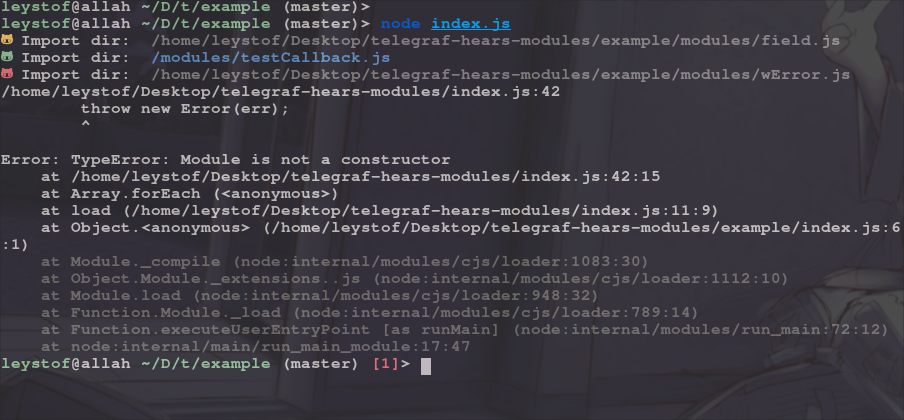 leystof@allah ~/D/t/example (master)>
leystof@allah ~/D/t/example (master)> node index.js
Import dir: /home/leystof/Desktop/telegraf-hears-modules/example/modules/field.js
Import dir: /modules/testCallback.js
Import dir: /home/leystof/Desktop/telegraf-hears-modules/example/modules/wError.js
/home/leystof/Desktop/telegraf-hears-modules/index.js:42
        throw new Error(err);
        ^

Error: TypeError: Module is not a constructor
    at /home/leystof/Desktop/telegraf-hears-modules/index.js:42:15
    at Array.forEach (<anonymous>)
    at load (/home/leystof/Desktop/telegraf-hears-modules/index.js:11:9)
    at Object.<anonymous> (/home/leystof/Desktop/telegraf-hears-modules/example/index.js:6
:1)
    at Module._compile (node:internal/modules/cjs/loader:1083:30)
    at Object.Module._extensions..js (node:internal/modules/cjs/loader:1112:10)
    at Module.load (node:internal/modules/cjs/loader:948:32)
    at Function.Module._load (node:internal/modules/cjs/loader:789:14)
    at Function.executeUserEntryPoint [as runMain] (node:internal/modules/run_main:72:12)
    at node:internal/main/run_main_module:17:47
leystof@allah ~/D/t/example (master) [1]>